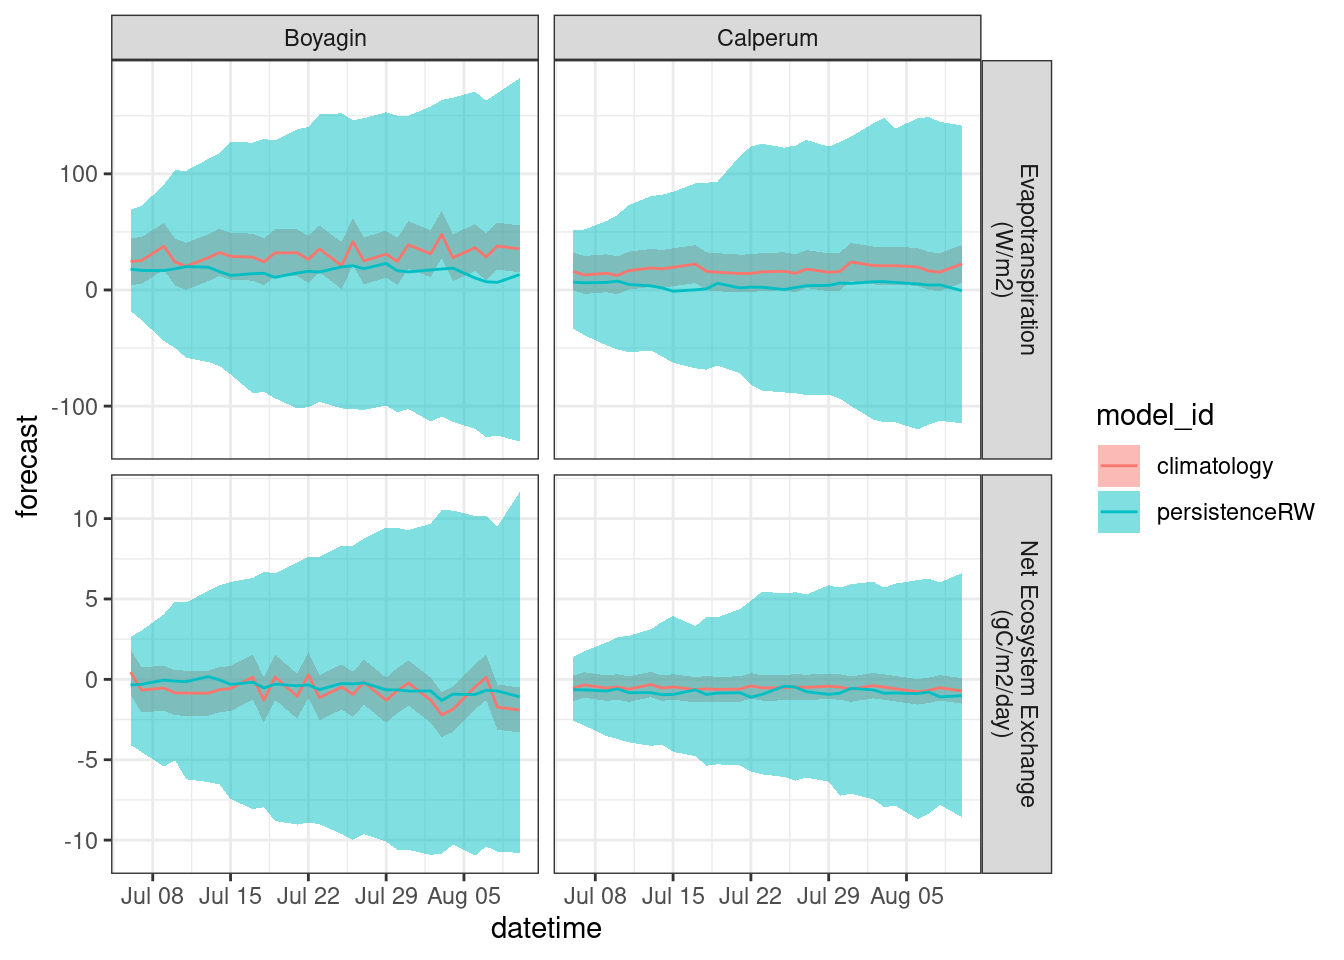 Boyagin
Calperum
Evapotranspiration
(W/m2)
100
0
-100
Net Ecosystem Exchange
(gC/m2/day)
10
5
0
-5
-10
forecast
Jul 08 Jul 15 Jul 22 Jul 29 Aug 05
Jul 08 Jul 15 Jul 22 Jul 29 Aug 05
datetime
model_id
climatology
persistenceRW